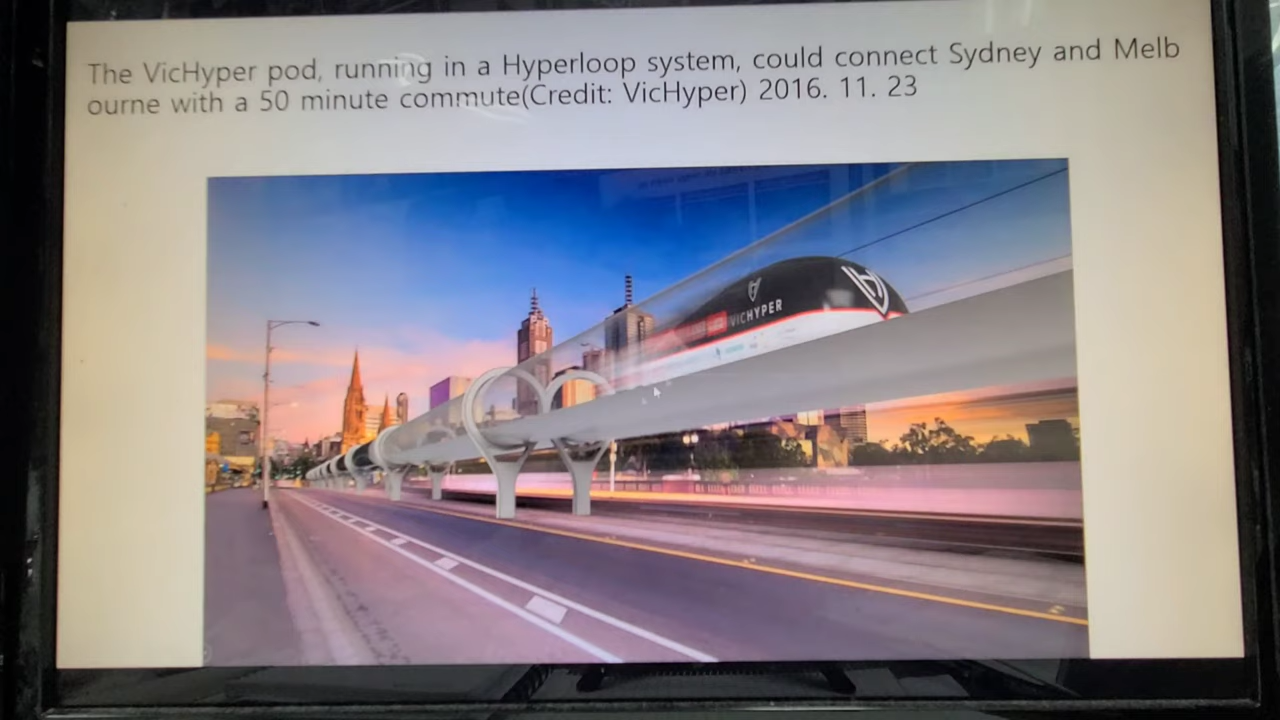 The VicHyper pod, running in a Hyperloop system, could connect Sydney and Melb
ourne with a 50 minute commute(Credit: VicHyper) 2016. 11. 23
VICHYPER